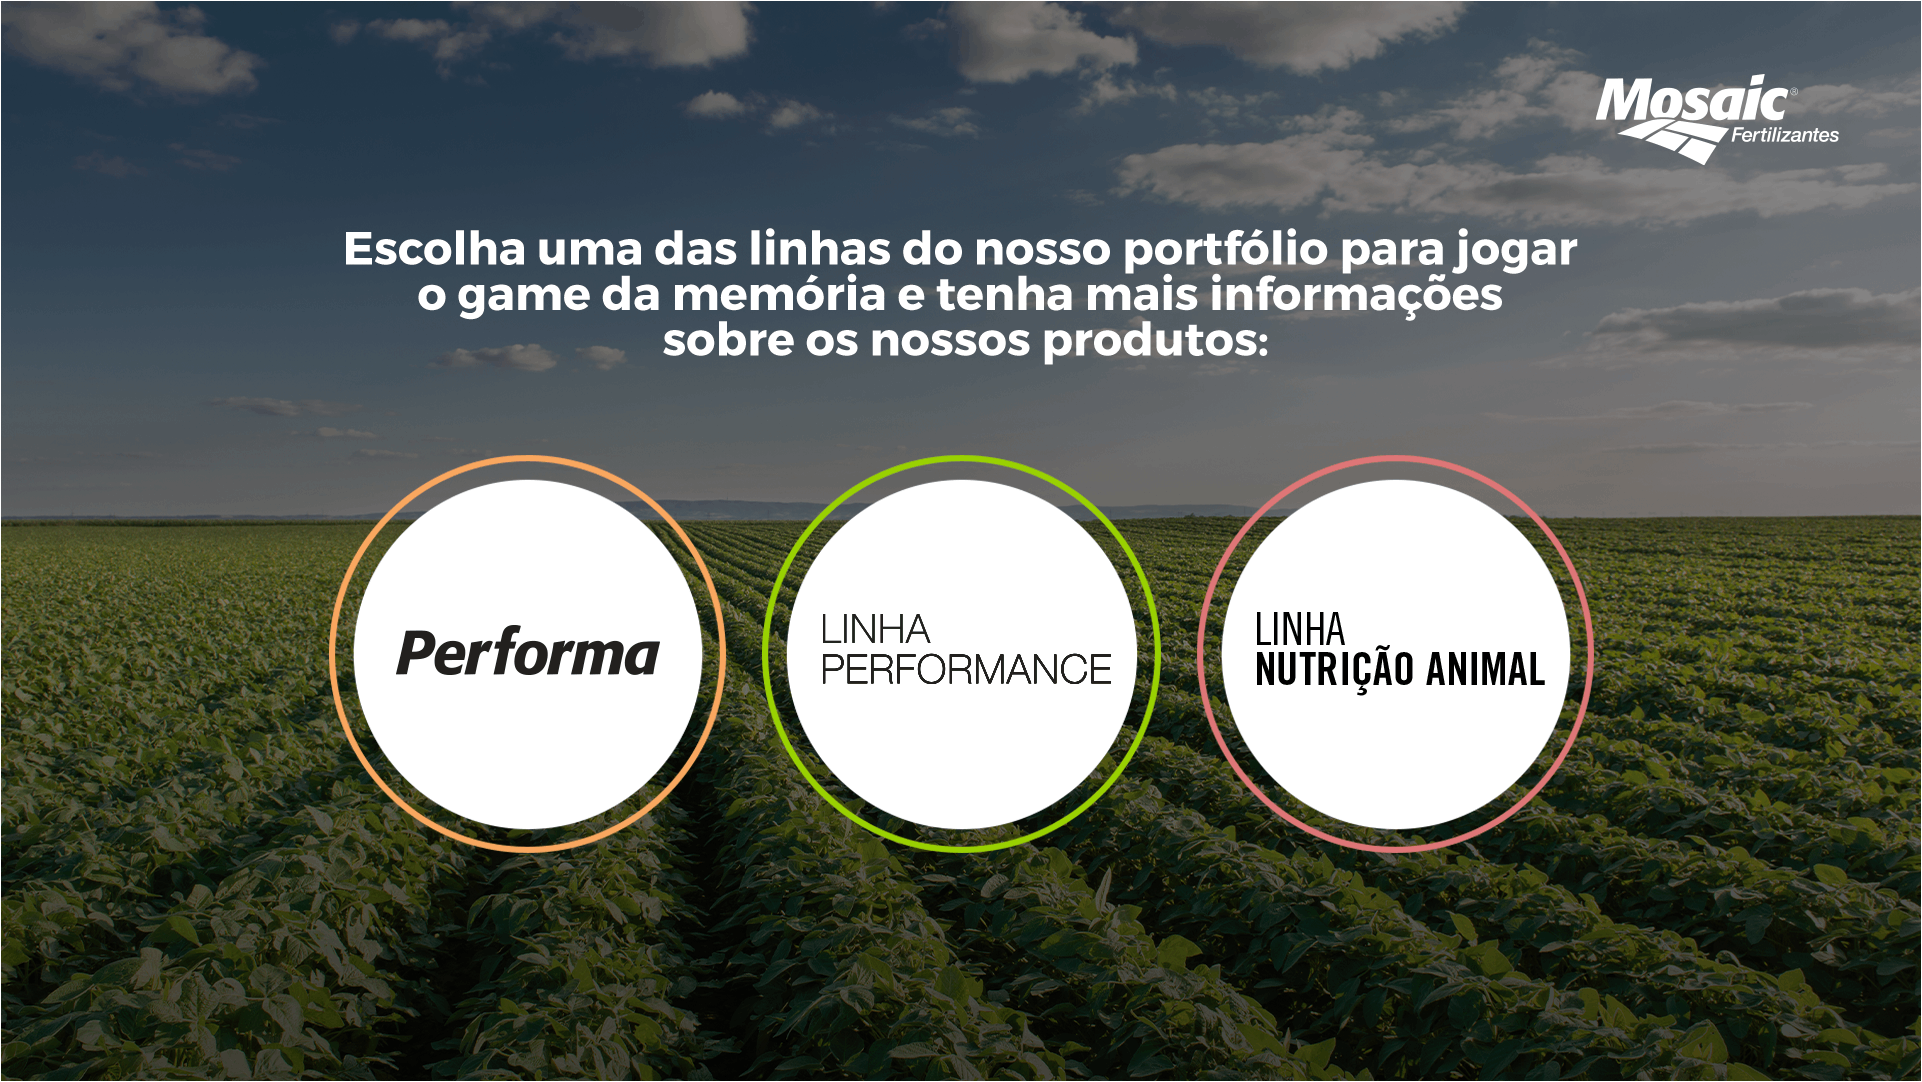 Mosaic®
Fertilizantes
Escolha uma das linhas do nosso portfólio para jogar
o game da memória e tenha mais informações
sobre os nossos produtos:
Performa
LINHA
PERFORMANCE
LINHA
NUTRIÇÃO ANIMAL